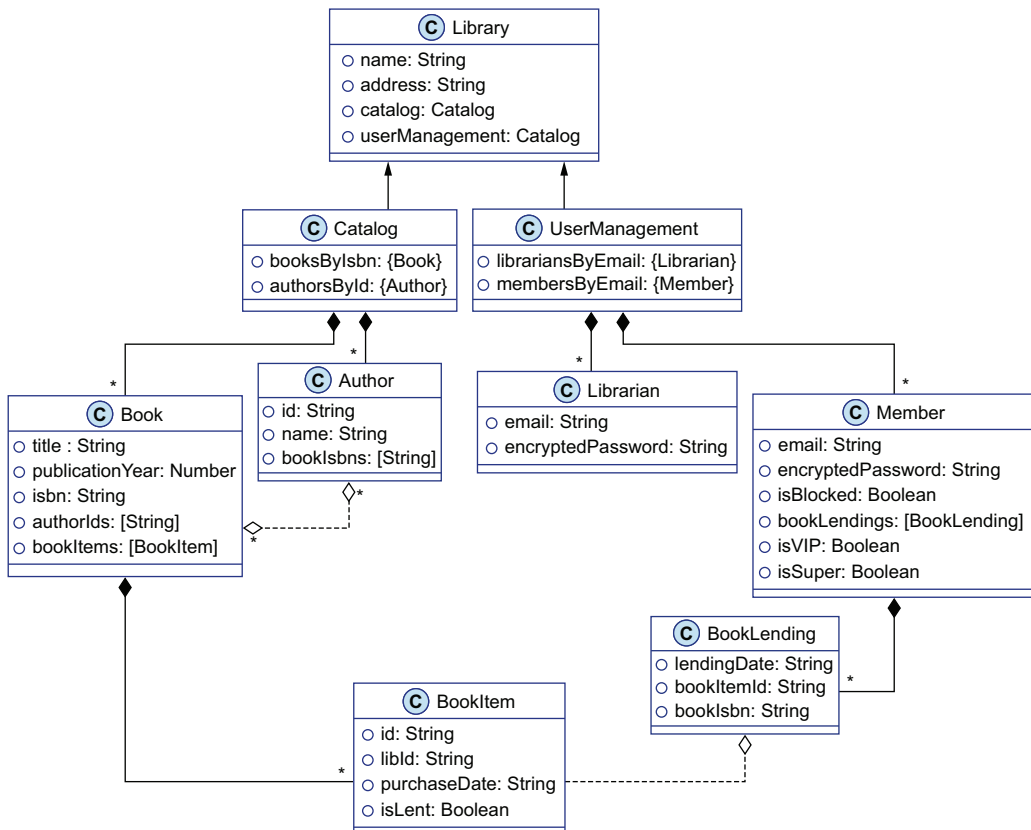 C Library
name: String
address: String
catalog: Catalog
userManagement: Catalog
C Catalog
booksByIsbn: {Book}
authorsById: {Author}
C UserManagement
librariansByEmail: {Librarian}
membersByEmail: {Member}
*
*
*
*
C Book
title : String
publicationYear: Number
isbn: String
authorIds: [String]
bookItems: [BookItem]
C Author
id: String
name: String
bookIsbns: [String]
*
*
C Librarian
email: String
encryptedPassword: String
C Member
email: String
encryptedPassword: String
isBlocked: Boolean
bookLendings: [BookLending]
isVIP: Boolean
isSuper: Boolean
C BookLending
lendingDate: String
bookItemId: String
bookIsbn: String
*
C BookItem
id: String
libId: String
purchaseDate: String
isLent: Boolean
*